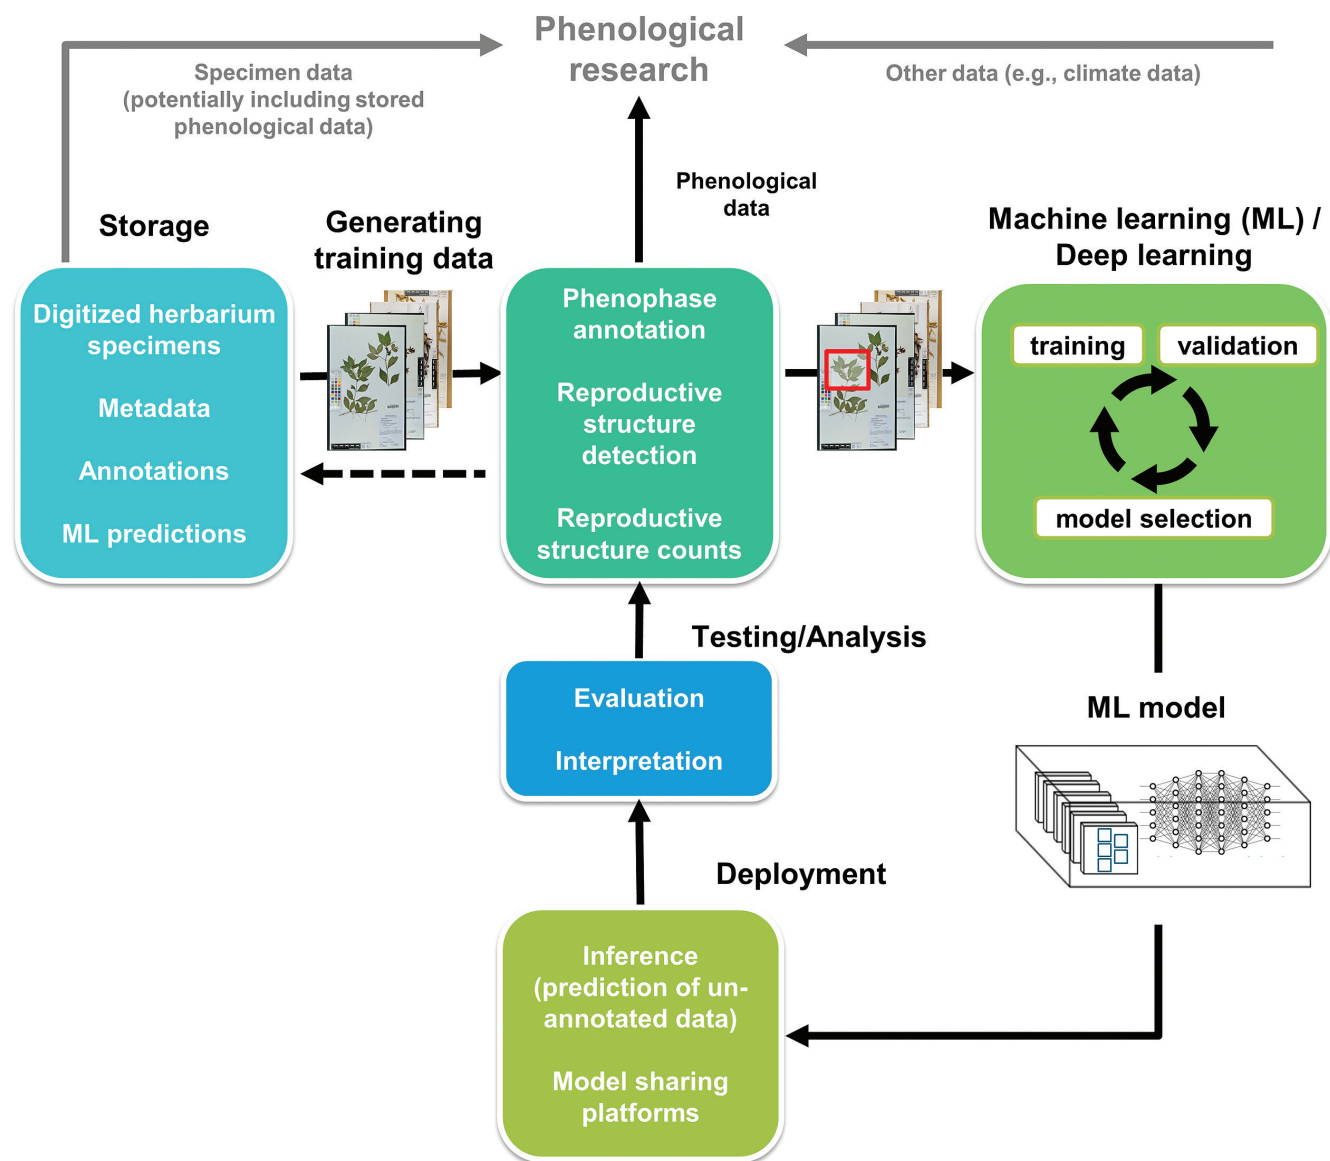 Phenological
research
Specimen data
(potentially including stored
phenological data)
Other data (e.g., climate data)
Phenological
data
Storage
Generating
training data
Machine learning (ML) /
Deep learning
Digitized herbarium
specimens
Metadata
Annotations
ML predictions
Phenophase
annotation
Reproductive
structure
detection
Reproductive
structure counts
training
validation
model selection
Testing/Analysis
Evaluation
Interpretation
ML model
Deployment
Inference
(prediction of un-
annotated data)
Model sharing
platforms